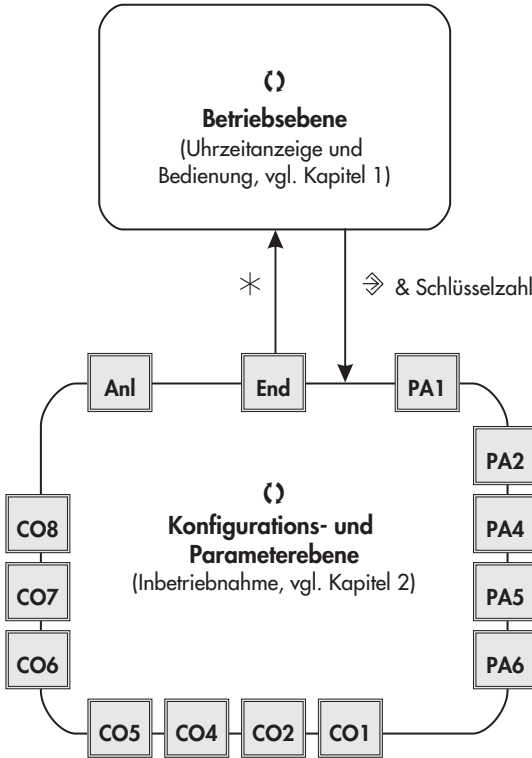 Betriebsebene
(Uhrzeitanzeige und
Bedienung, vgl. Kapitel 1)
& Schlüsselzahl
Anl
End
PA1
PA2
PA4
PA5
PA6
Konfigurations- und
Parameterebene
(Inbetriebnahme, vgl. Kapitel 2)
CO8
CO7
CO6
CO5
CO4
CO2
CO1